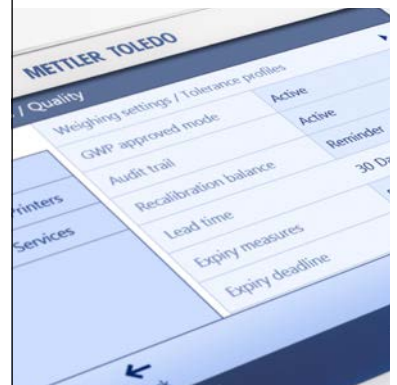 METTLER TOLEDO
/ Quality
Weighing settings / Tolerance profiles
GWP approved mode Active
Audit trail Active
Recalibration balance Reminder
Lead time 30 Da
Expiry measures
Expiry deadline
Printers
Services